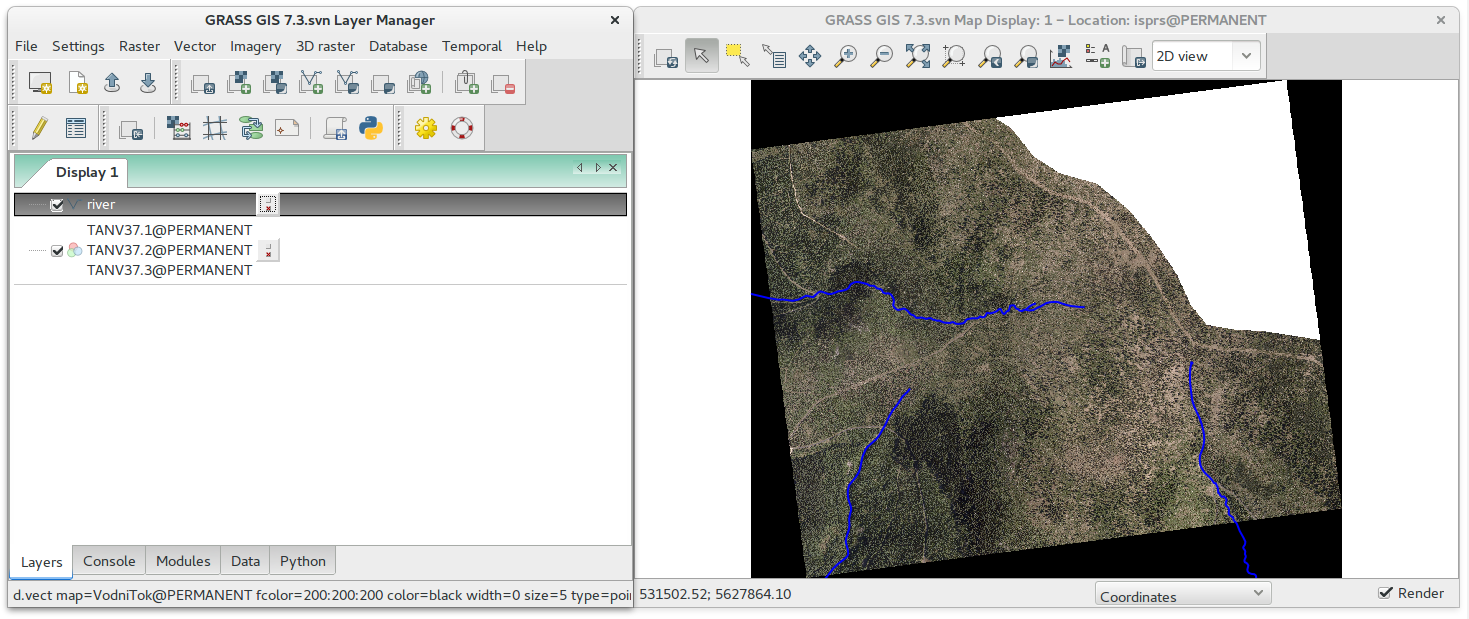 GRASS GIS 7.3.svn Layer Manager
GRASS GIS 7.3.svn Map Display: 1 - Location: isprs@PERMANENT
File Settings Raster Vector Imagery 3D raster Database Temporal Help
A
2D view
Display 1
river
TANV37.1@PERMANENT
TANV37.2@PERMANENT
TANV37.3@PERMANENT
Layers Console Modules Data Python
d.vect map=VodniTok@PERMANENT fcolor=200:200:200 color=black width=0 size=5 type=poi
531502.52; 5627864.10
Coordinates
Render